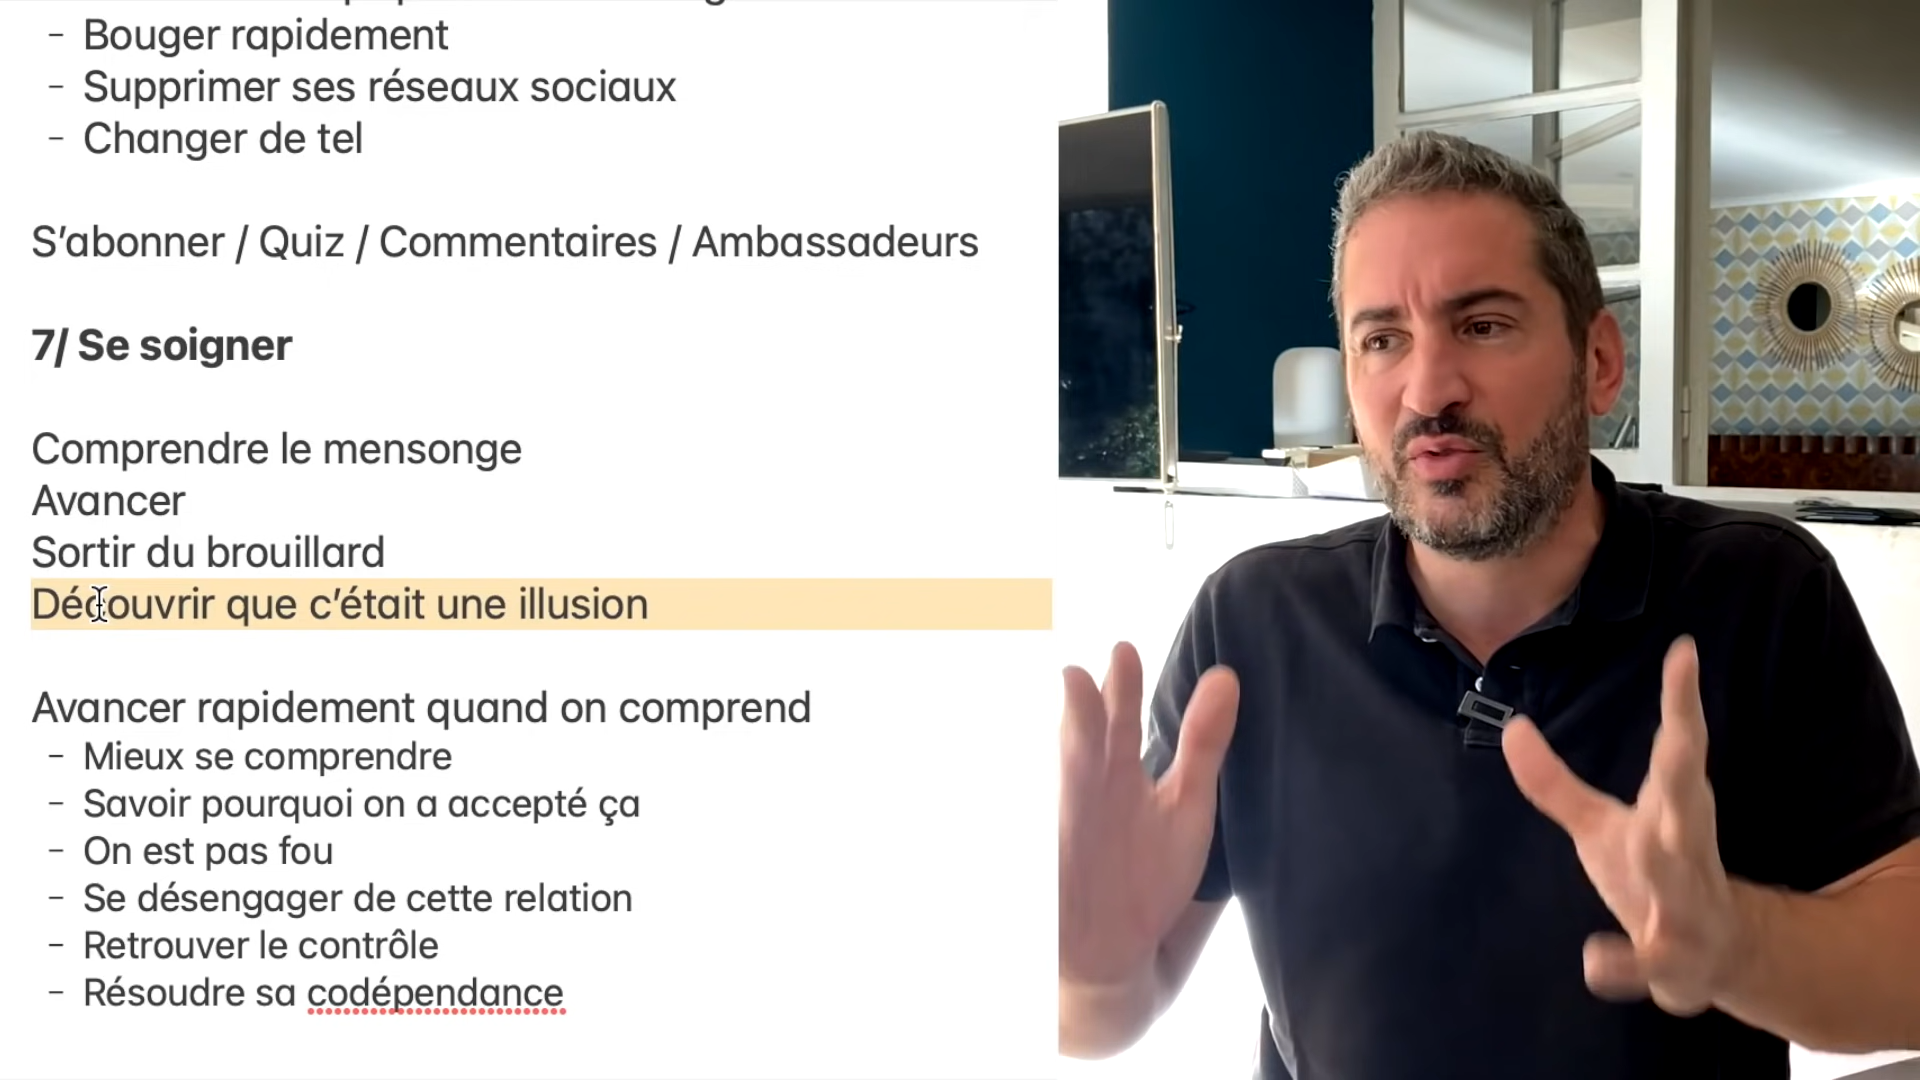 - Bouger rapidement
- Supprimer ses réseaux sociaux
- Changer de tel
S’abonner / Quiz / Commentaires / Ambassadeurs
7/ Se soigner
Comprendre le mensonge
Avancer
Sortir du brouillard
Découvrir que c’était une illusion
Avancer rapidement quand on comprend
- Mieux se comprendre
- Savoir pourquoi on a accepté ça
- On est pas fou
- Se désengager de cette relation
- Retrouver le contrôle
- Résoudre sa codépendance